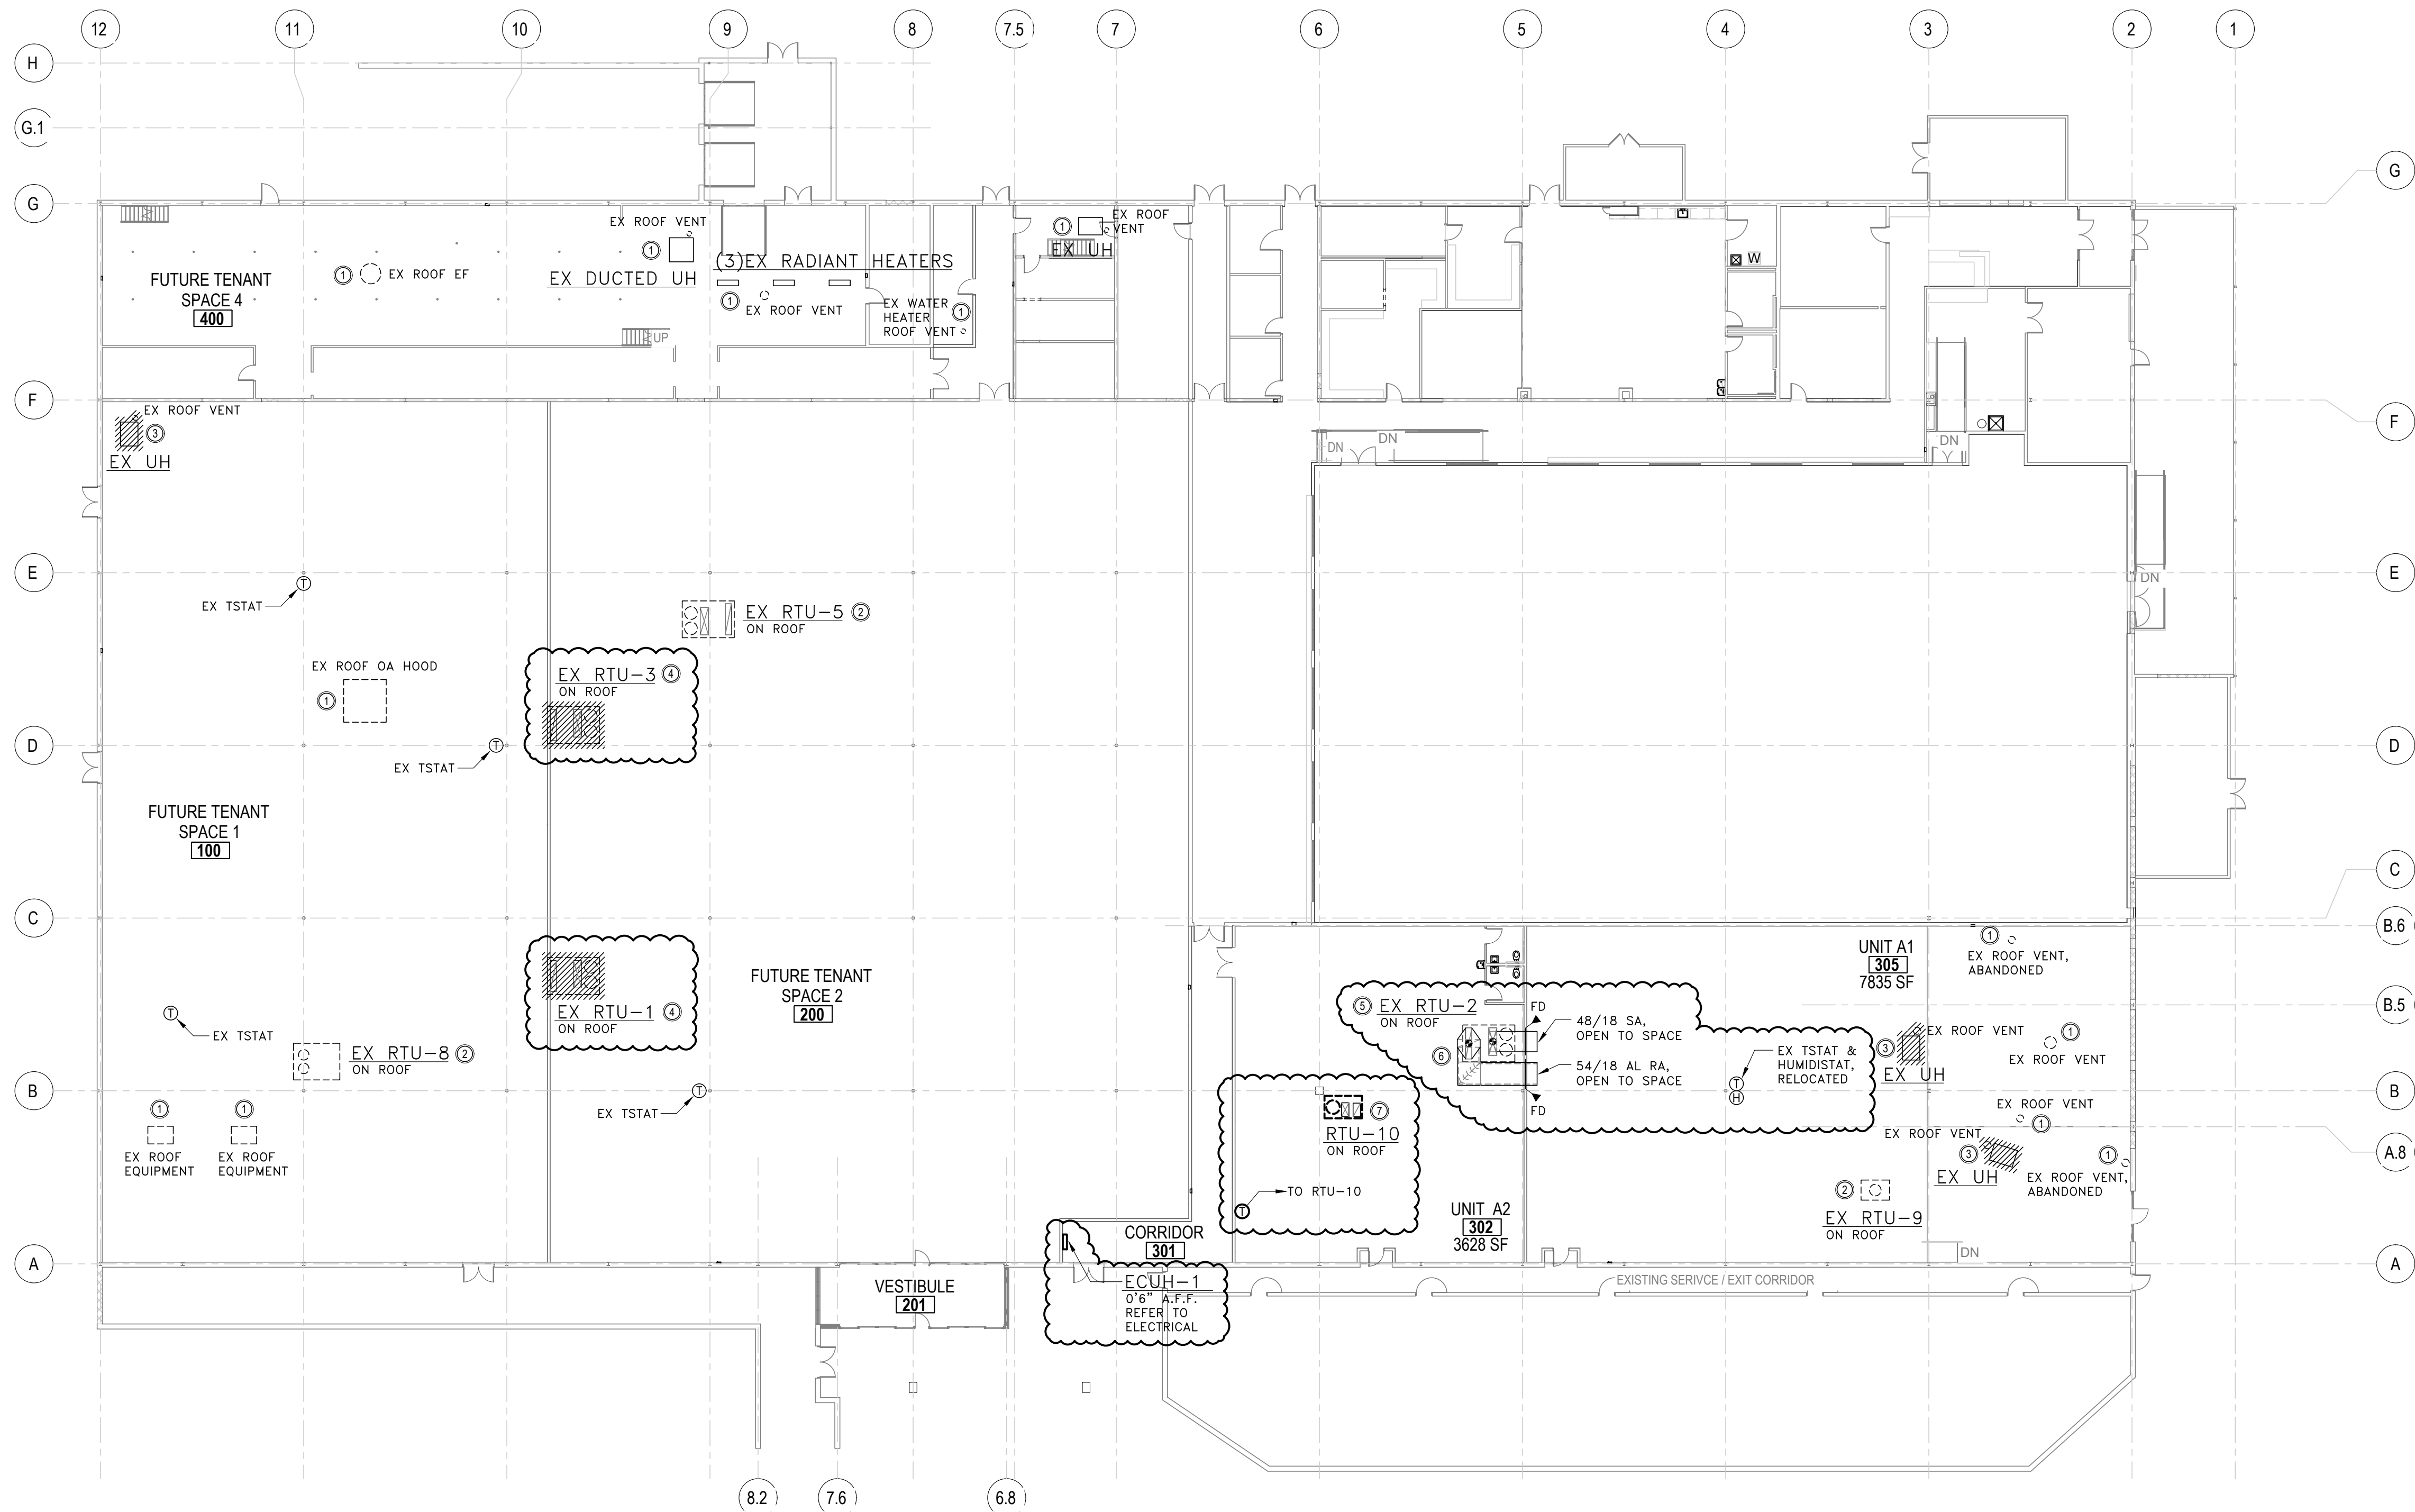 12
11
10
9
8
7.5
7
6
5
4
3
2
1
H
G.1
G
G
EX ROOF VENT
1
EX DUCTED UH
FUTURE TENANT
SPACE 4
400
1
EX ROOF EF
(3)EX RADIANT HEATERS
1
EX ROOF VENT
EX WATER
HEATER
ROOF VENT
1
1
EX ROOF
VENT
EX UH
W
UP
F
F
EX ROOF VENT
3
EX UH
DN
DN
DN
E
E
DN
EX TSTAT
T
EX RTU-5
2
ON ROOF
EX ROOF OA HOOD
1
EX RTU-3
4
ON ROOF
D
D
T
EX TSTAT
FUTURE TENANT
SPACE 1
100
C
C
B.6
EX RTU-1
4
ON ROOF
FUTURE TENANT
SPACE 2
200
UNIT A1
305
7835 SF
1
EX ROOF VENT,
ABANDONED
B.5
T
EX TSTAT
EX RTU-8
2
ON ROOF
5
EX RTU-2
ON ROOF
6
FD
48/18 SA,
OPEN TO SPACE
54/18 AL RA,
OPEN TO SPACE
FD
EX TSTAT &
HUMIDISTAT,
RELOCATED
T
H
EX ROOF VENT
3
EX UH
1
EX ROOF VENT
B
B
T
EX TSTAT
1
1
EX ROOF
EQUIPMENT
EX ROOF
EQUIPMENT
7
RTU-10
ON ROOF
TO RTU-10
T
EX ROOF VENT
1
EX ROOF VENT
3
EX UH
1
EX ROOF VENT,
ABANDONED
A.8
2
EX RTU-9
ON ROOF
UNIT A2
302
3628 SF
CORRIDOR
301
A
A
DN
ECUH-1
0'6" A.F.F.
REFER TO
ELECTRICAL
VESTIBULE
201
EXISTING SERIVCE / EXIT CORRIDOR
8.2
7.6
6.8